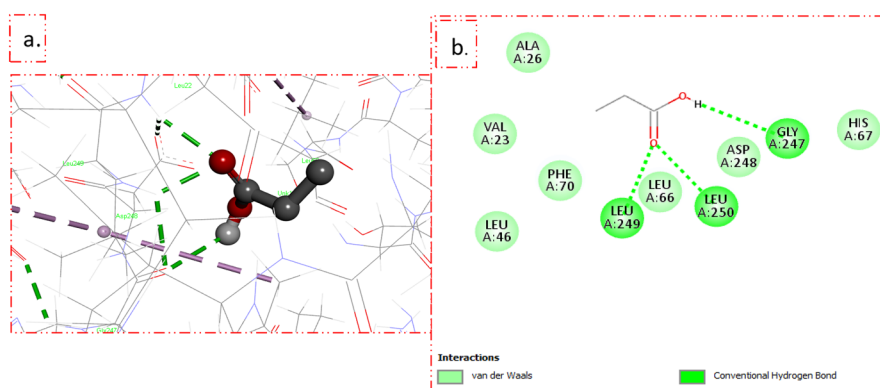 a.
Leu22
Leu249
Asp248
b.
ALA
A:26
VAL
A:23
PHE
A:70
LEU
A:46
LEU
A:249
LEU
A:66
LEU
A:250
ASP
A:248
GLY
A:247
HIS
A:67
O
H
O
Interactions
van der Waals
Conventional Hydrogen Bond